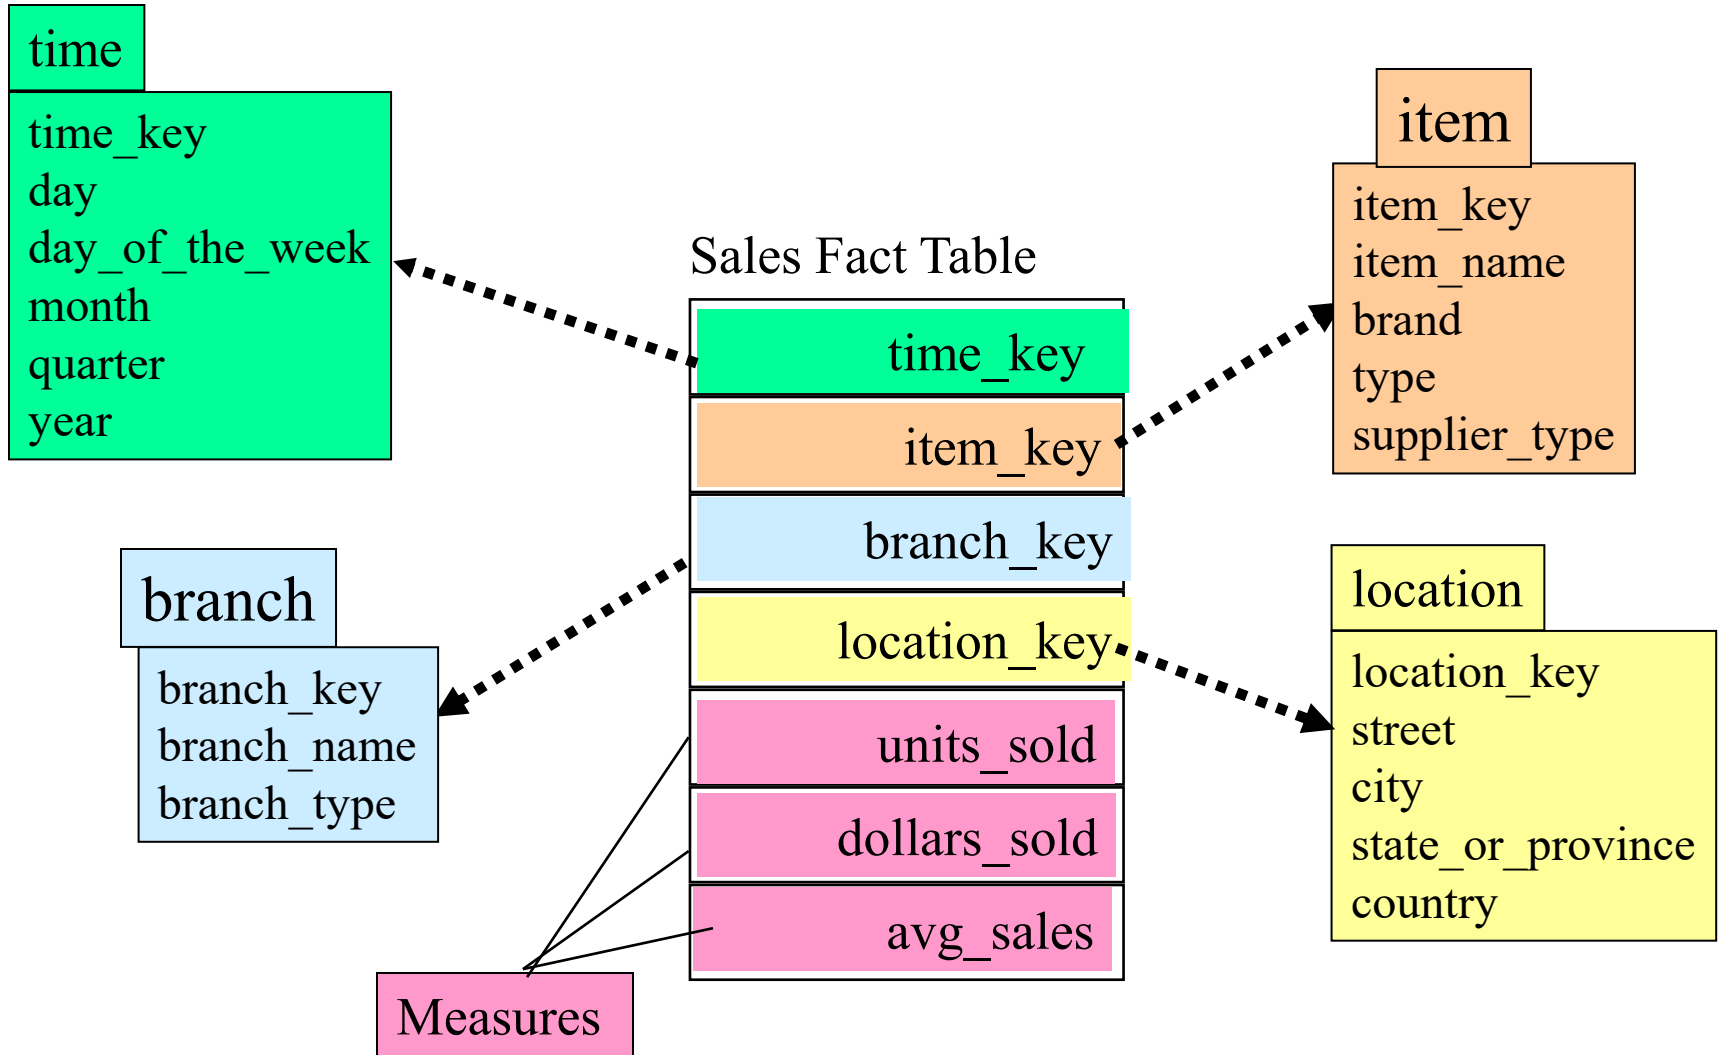 time
time_key
day
day_of_the_week
month
quarter
year
item
item_key
item_name
brand
type
supplier_type
Sales Fact Table
time_key
item_key
branch_key
location_key
units_sold
dollars_sold
avg_sales
branch
branch_key
branch_name
branch_type
location
location_key
street
city
state_or_province
country
Measures